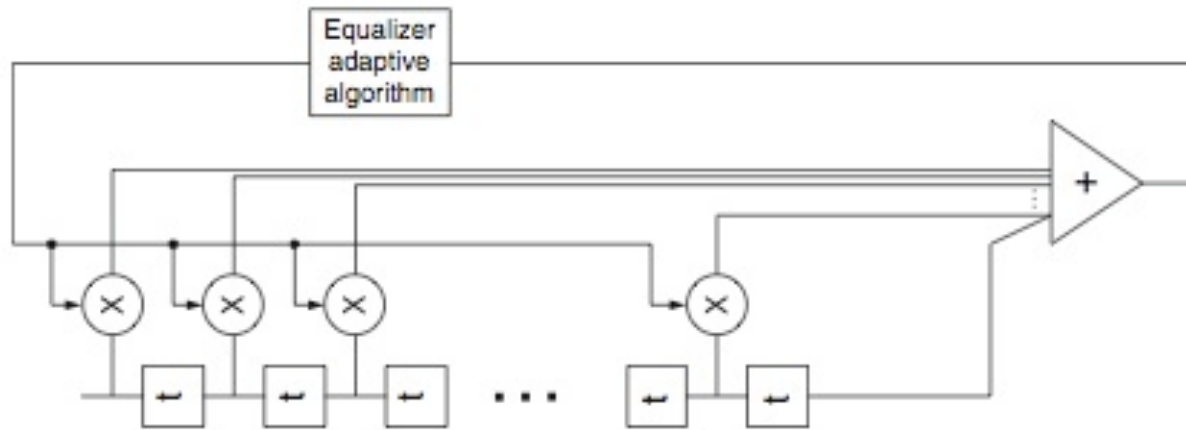 Equalizer
adaptive
algorithm
+
X X X X
t t t ... t t